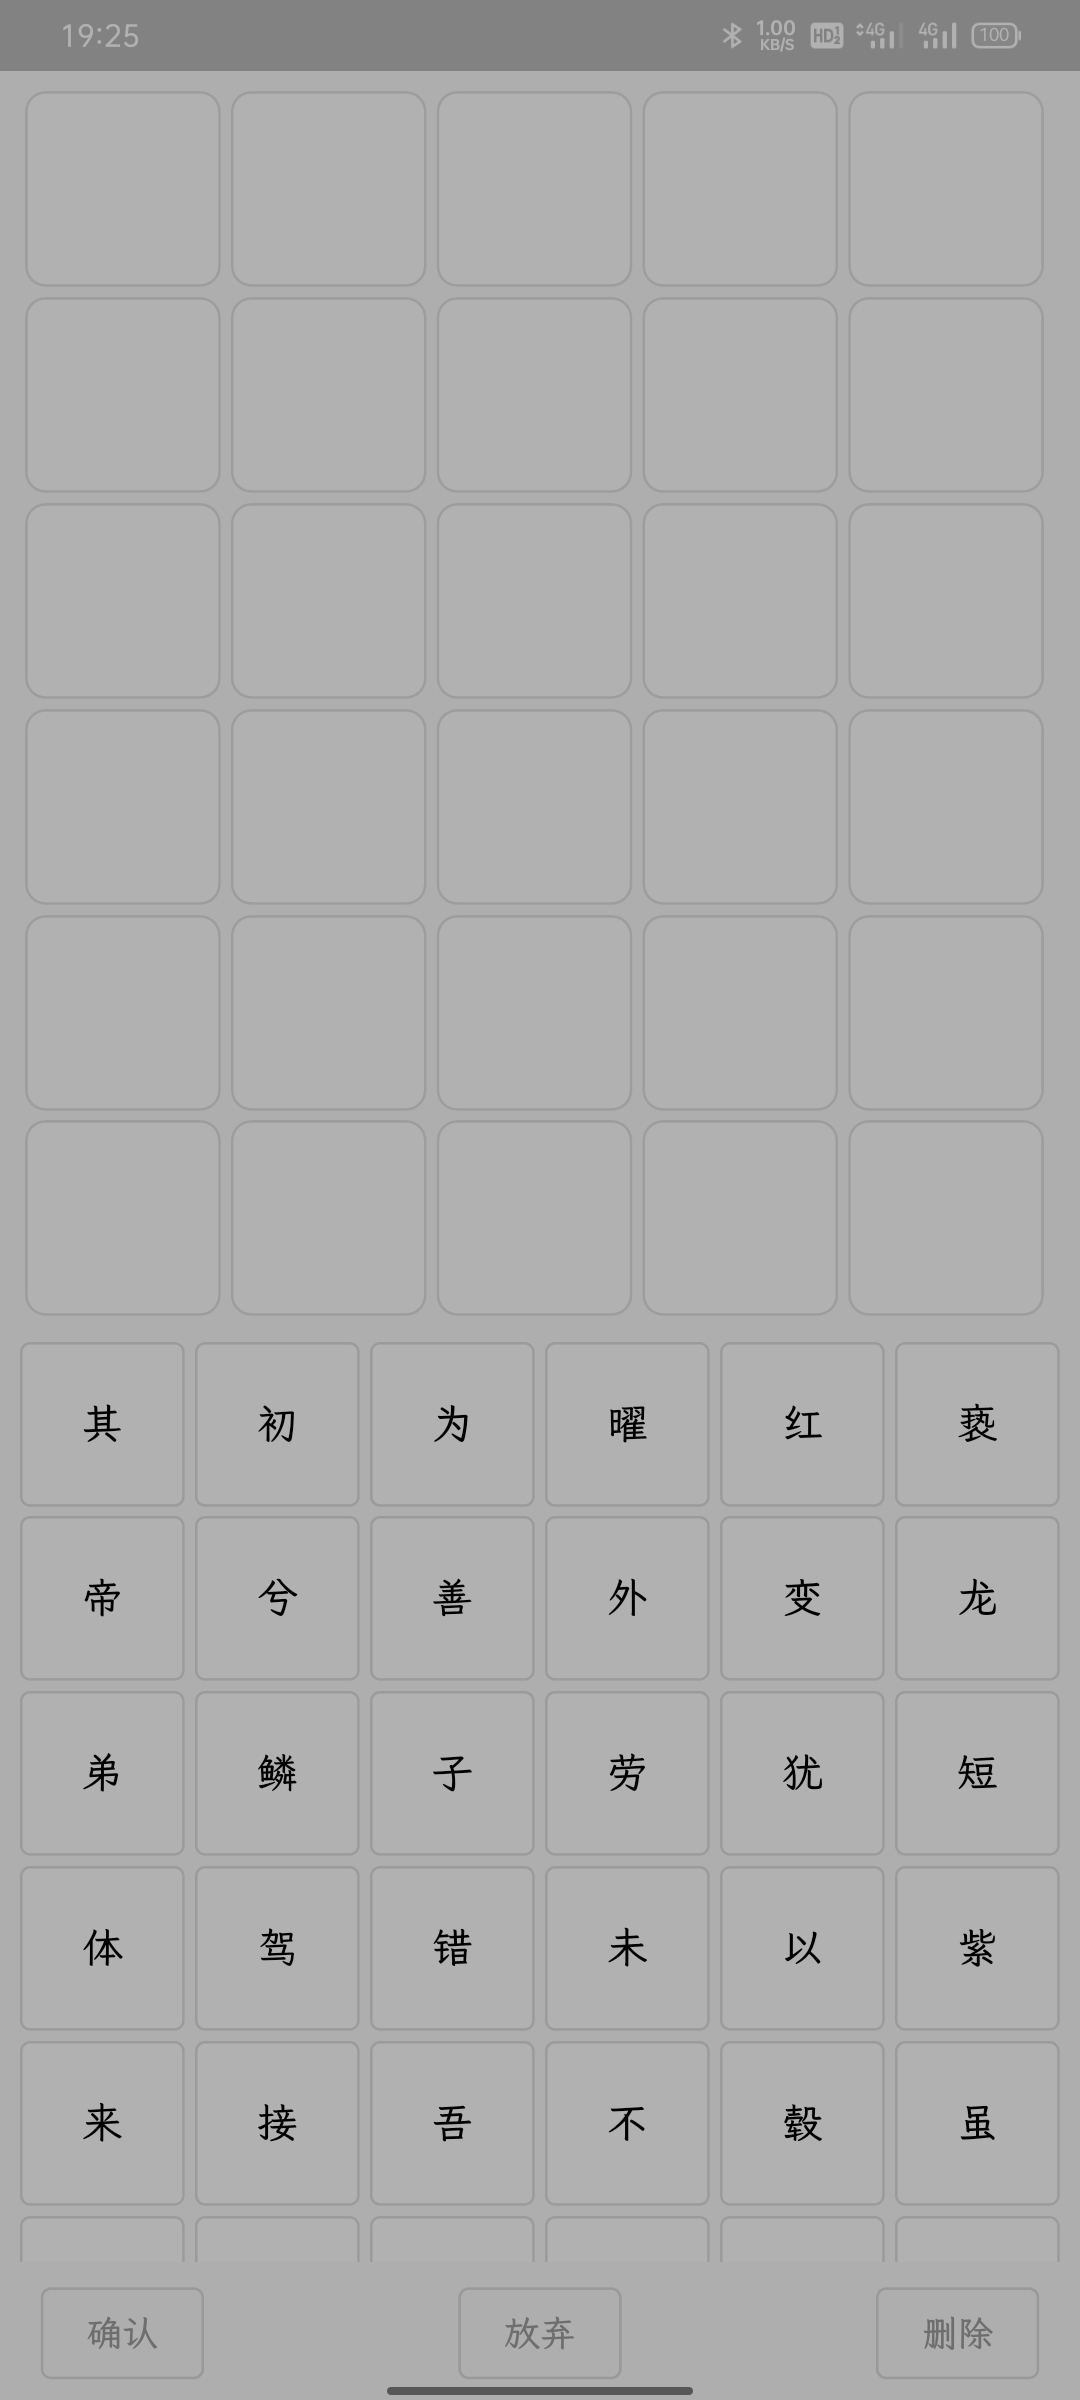 19:25 1.00 KB/S HD 1 2 4G 4G 100
其 初 为 曜 红 亵
帝 兮 善 外 变 龙
弟 鳞 子 劳 犹 短
体 驾 错 未 以 紫
来 接 吾 不 毂 虽
确认 放弃 删除